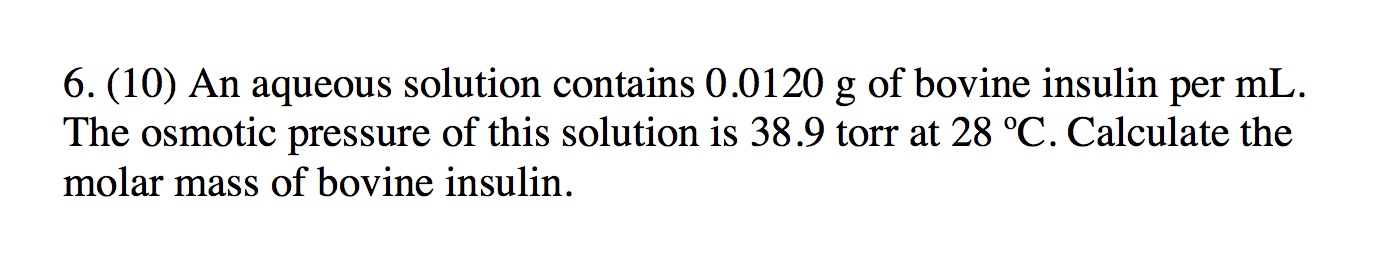 6. (10) An aqueous solution contains 0.0120 g of bovine insulin per mL.
The osmotic pressure of this solution is 38.9 torr at 28 ºC. Calculate the
molar mass of bovine insulin.